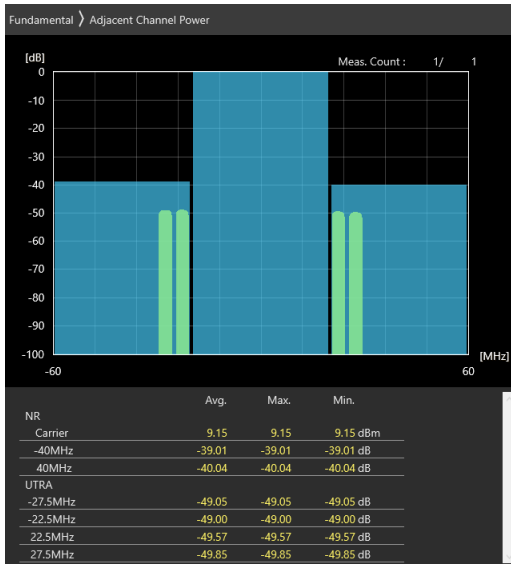 Fundamental 〉 Adjacent Channel Power
[dB]
Meas. Count : 1/ 1
0
-10
-20
-30
-40
-50
-60
-70
-80
-90
-100
[MHz]
-60 60
Avg. Max. Min.
NR
Carrier 9.15 9.15 9.15 dBm
-40MHz -39.01 -39.01 -39.01 dB
40MHz -40.04 -40.04 -40.04 dB
UTRA
-27.5MHz -49.05 -49.05 -49.05 dB
-22.5MHz -49.00 -49.00 -49.00 dB
22.5MHz -49.57 -49.57 -49.57 dB
27.5MHz -49.85 -49.85 -49.85 dB